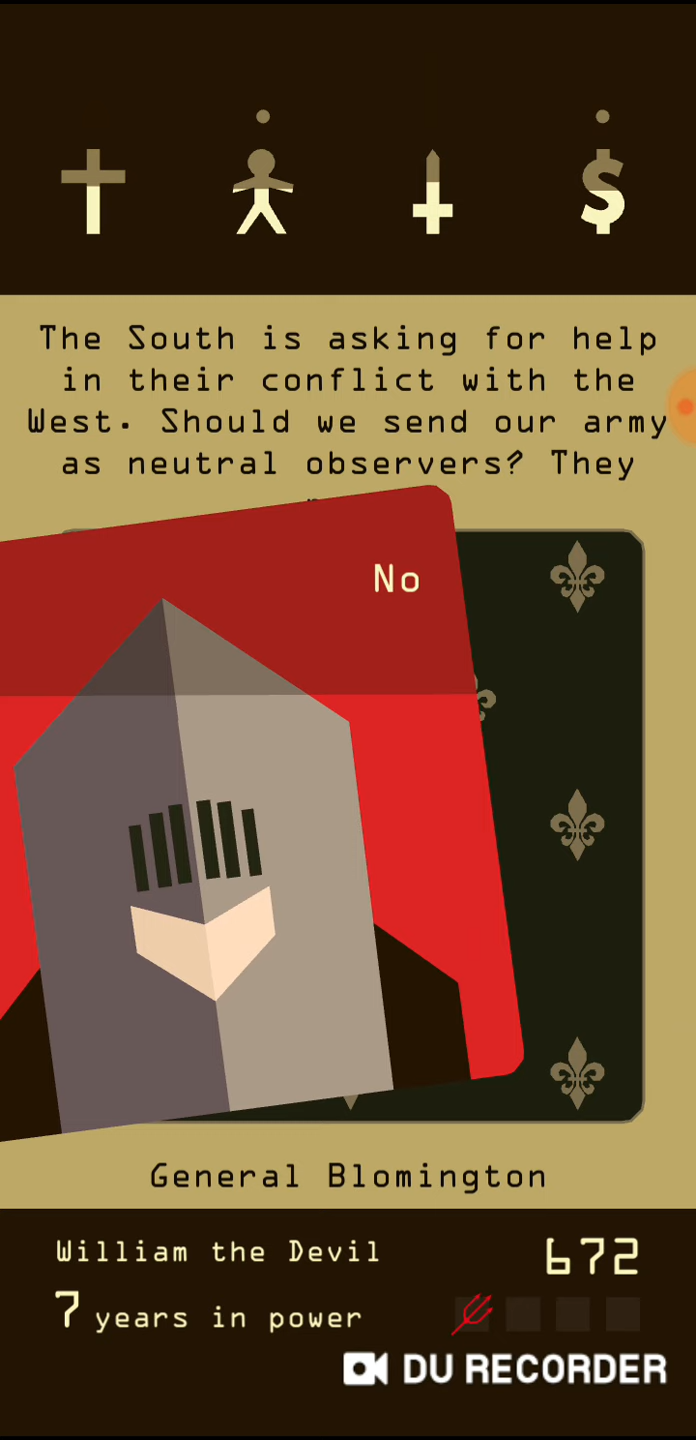 The South is asking for help
in their conflict with the
West. Should we send our army
as neutral observers? They
No
General Blomington
William the Devil
672
7 years in power
DU RECORDER